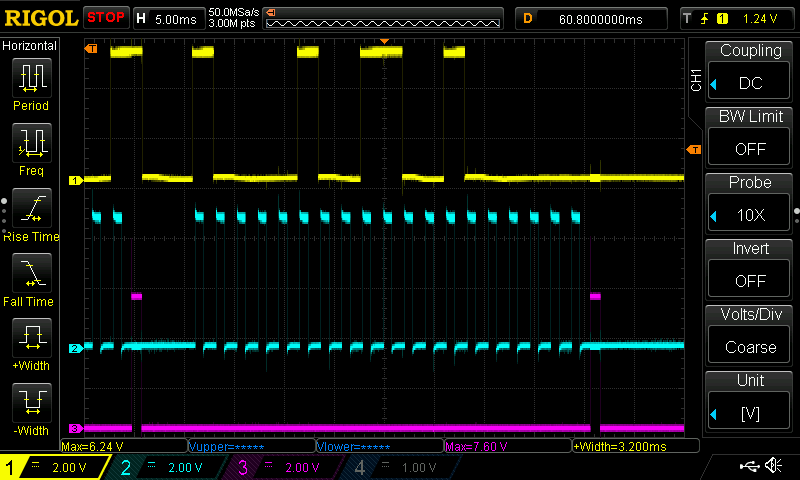 RIGOL STOP H 5.00ms 50.0MSa/s 3.00M pts D 60.8000000ms T 1 1.24 V
Horizontal
Period
Freq
Rise Time
Fall Time
+Width
-Width
T
1
2
3
T
CH1
Coupling
DC
BW Limit
OFF
Probe
10X
Invert
OFF
Volts/Div
Coarse
Unit
[V]
Max=6.24 V Vupper=***** Vlower=***** Max=7.60 V +Width=3.200ms
1 2.00 V 2 2.00 V 3 2.00 V 4 1.00 V